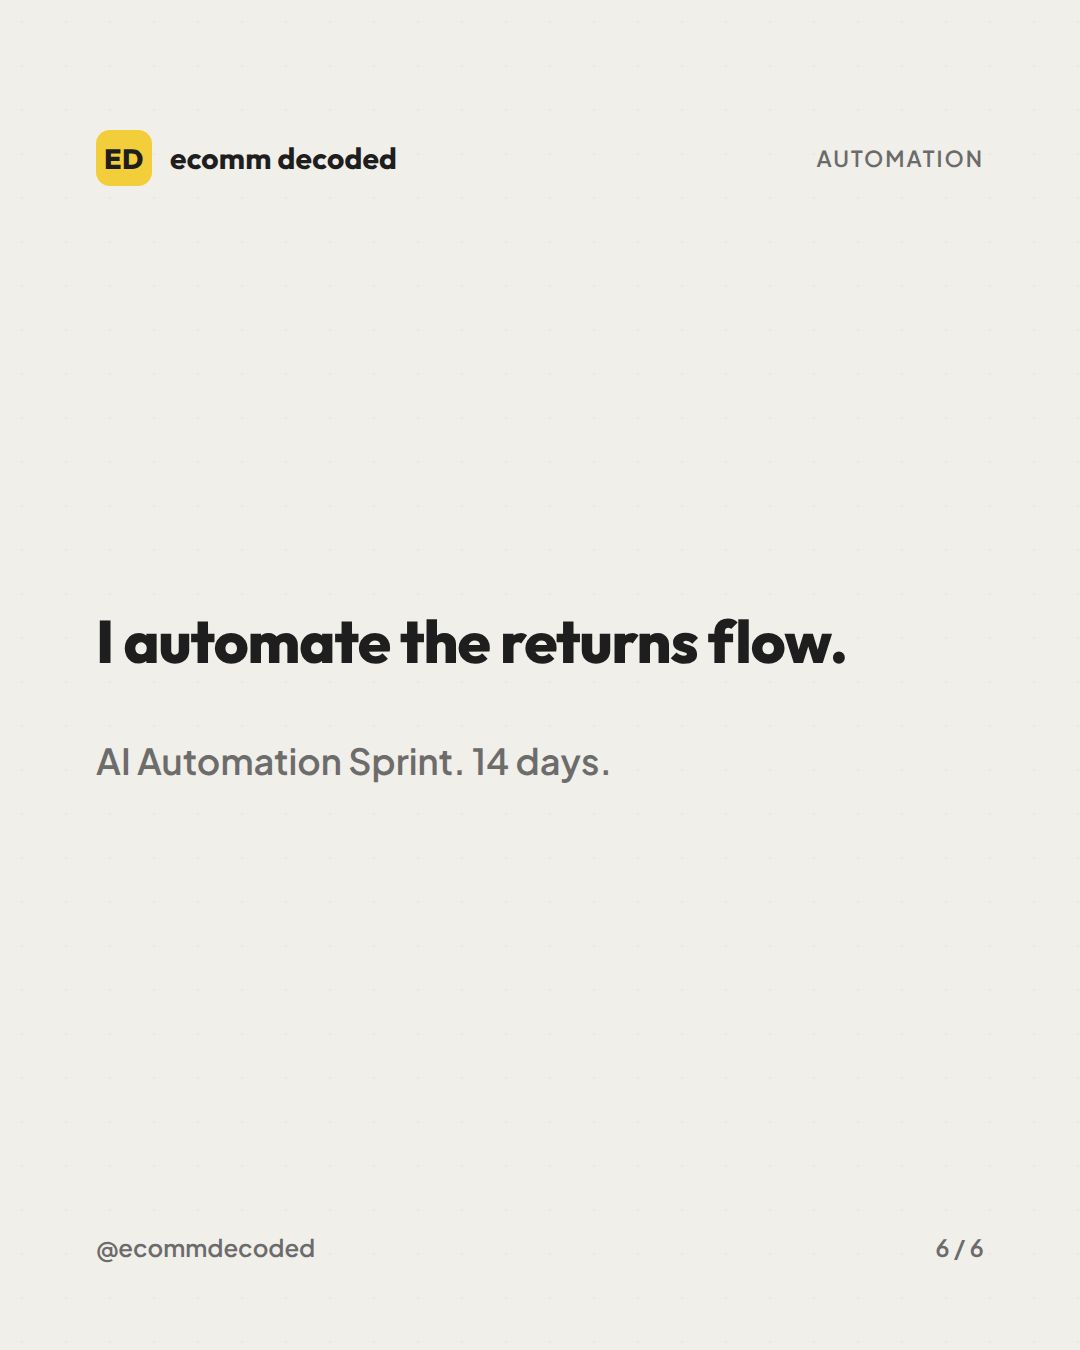 ED ecomm decoded
AUTOMATION
I automate the returns flow.
AI Automation Sprint. 14 days.
@ecommdecoded
6 / 6